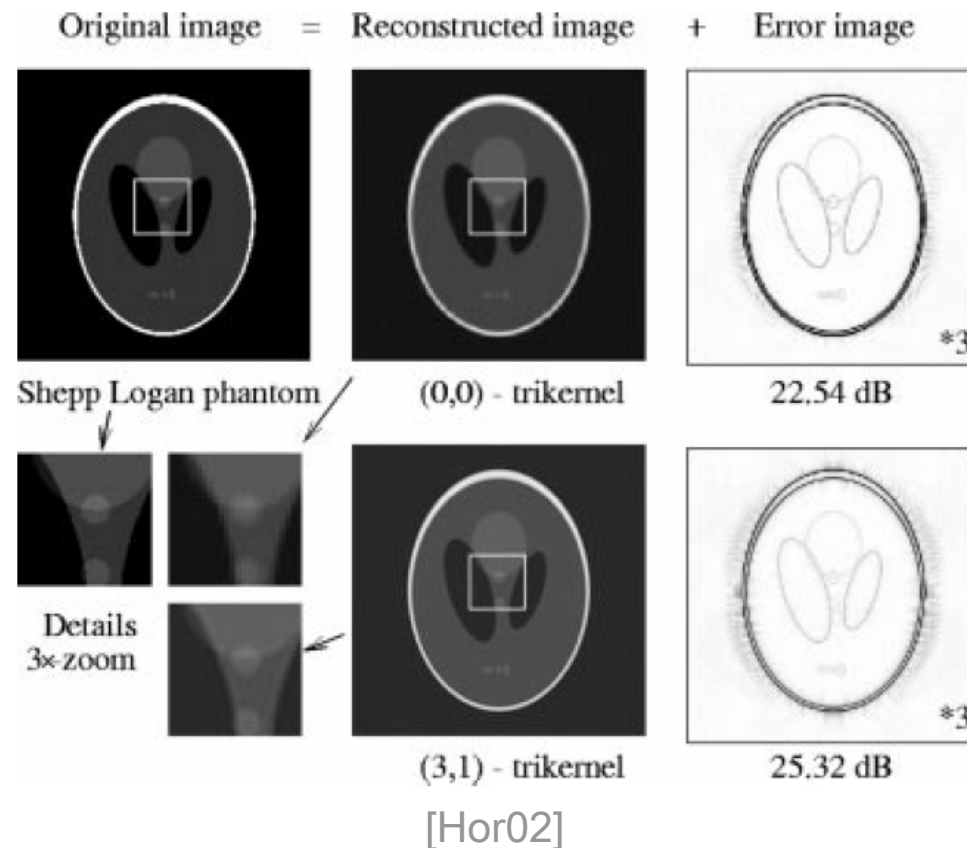 Original image = Reconstructed image + Error image
*3
Shepp Logan phantom
(0,0) - trikernel
22.54 dB
Details
3×-zoom
*3
(3,1) - trikernel
25.32 dB
[Hor02]